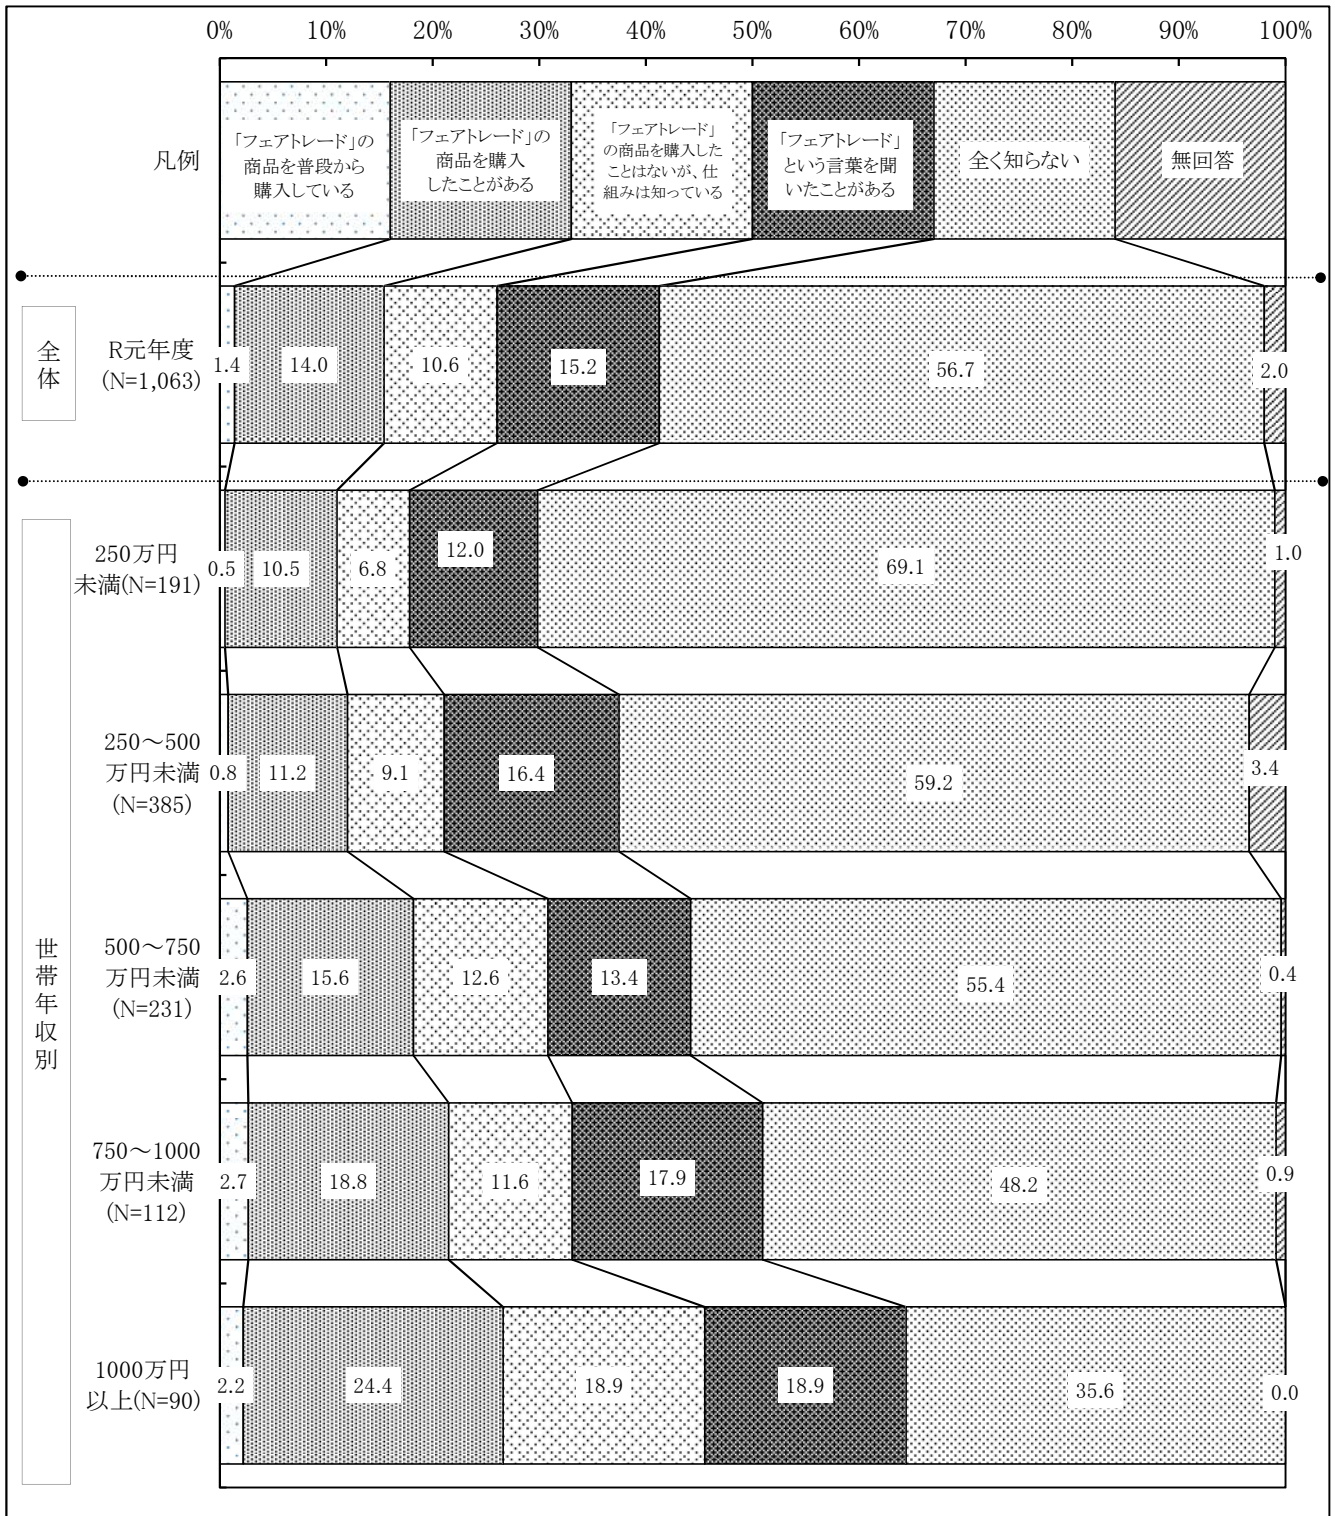 0% 10% 20% 30% 40% 50% 60% 70% 80% 90% 100%
凡例
「フェアトレード」の
商品を普段から
購入している
「フェアトレード」の
商品を購入
したことがある
「フェアトレード」
の商品を購入した
ことはないが、仕
組みは知っている
「フェアトレード」
という言葉を聞
いたことがある
全く知らない
無回答
全体
R元年度
(N=1,063)
1.4 14.0 10.6 15.2 56.7 2.0
世帯年収別
250万円
未満(N=191)
0.5 10.5 6.8 12.0 69.1 1.0
250～500
万円未満
(N=385)
0.8 11.2 9.1 16.4 59.2 3.4
500～750
万円未満
(N=231)
2.6 15.6 12.6 13.4 55.4 0.4
750～1000
万円未満
(N=112)
2.7 18.8 11.6 17.9 48.2 0.9
1000万円
以上(N=90)
2.2 24.4 18.9 18.9 35.6 0.0